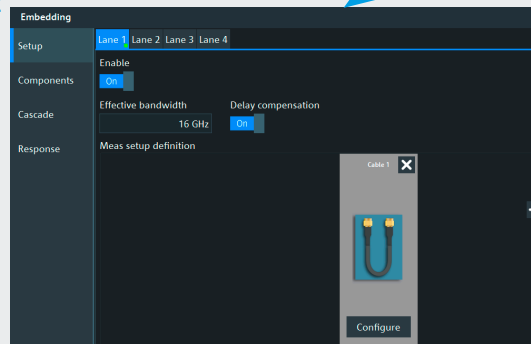 Embedding
Setup
Components
Cascade
Response
Lane 1 Lane 2 Lane 3 Lane 4
Enable
On
Effective bandwidth Delay compensation
16 GHz On
Meas setup definition
Cable 1
Configure